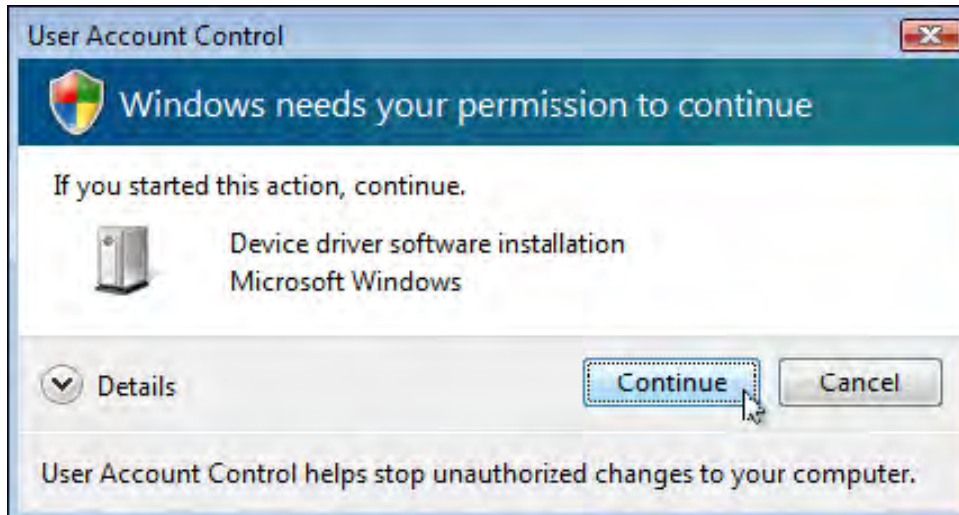 User Account Control
Windows needs your permission to continue
If you started this action, continue.
Device driver software installation
Microsoft Windows
Details
Continue
Cancel
User Account Control helps stop unauthorized changes to your computer.